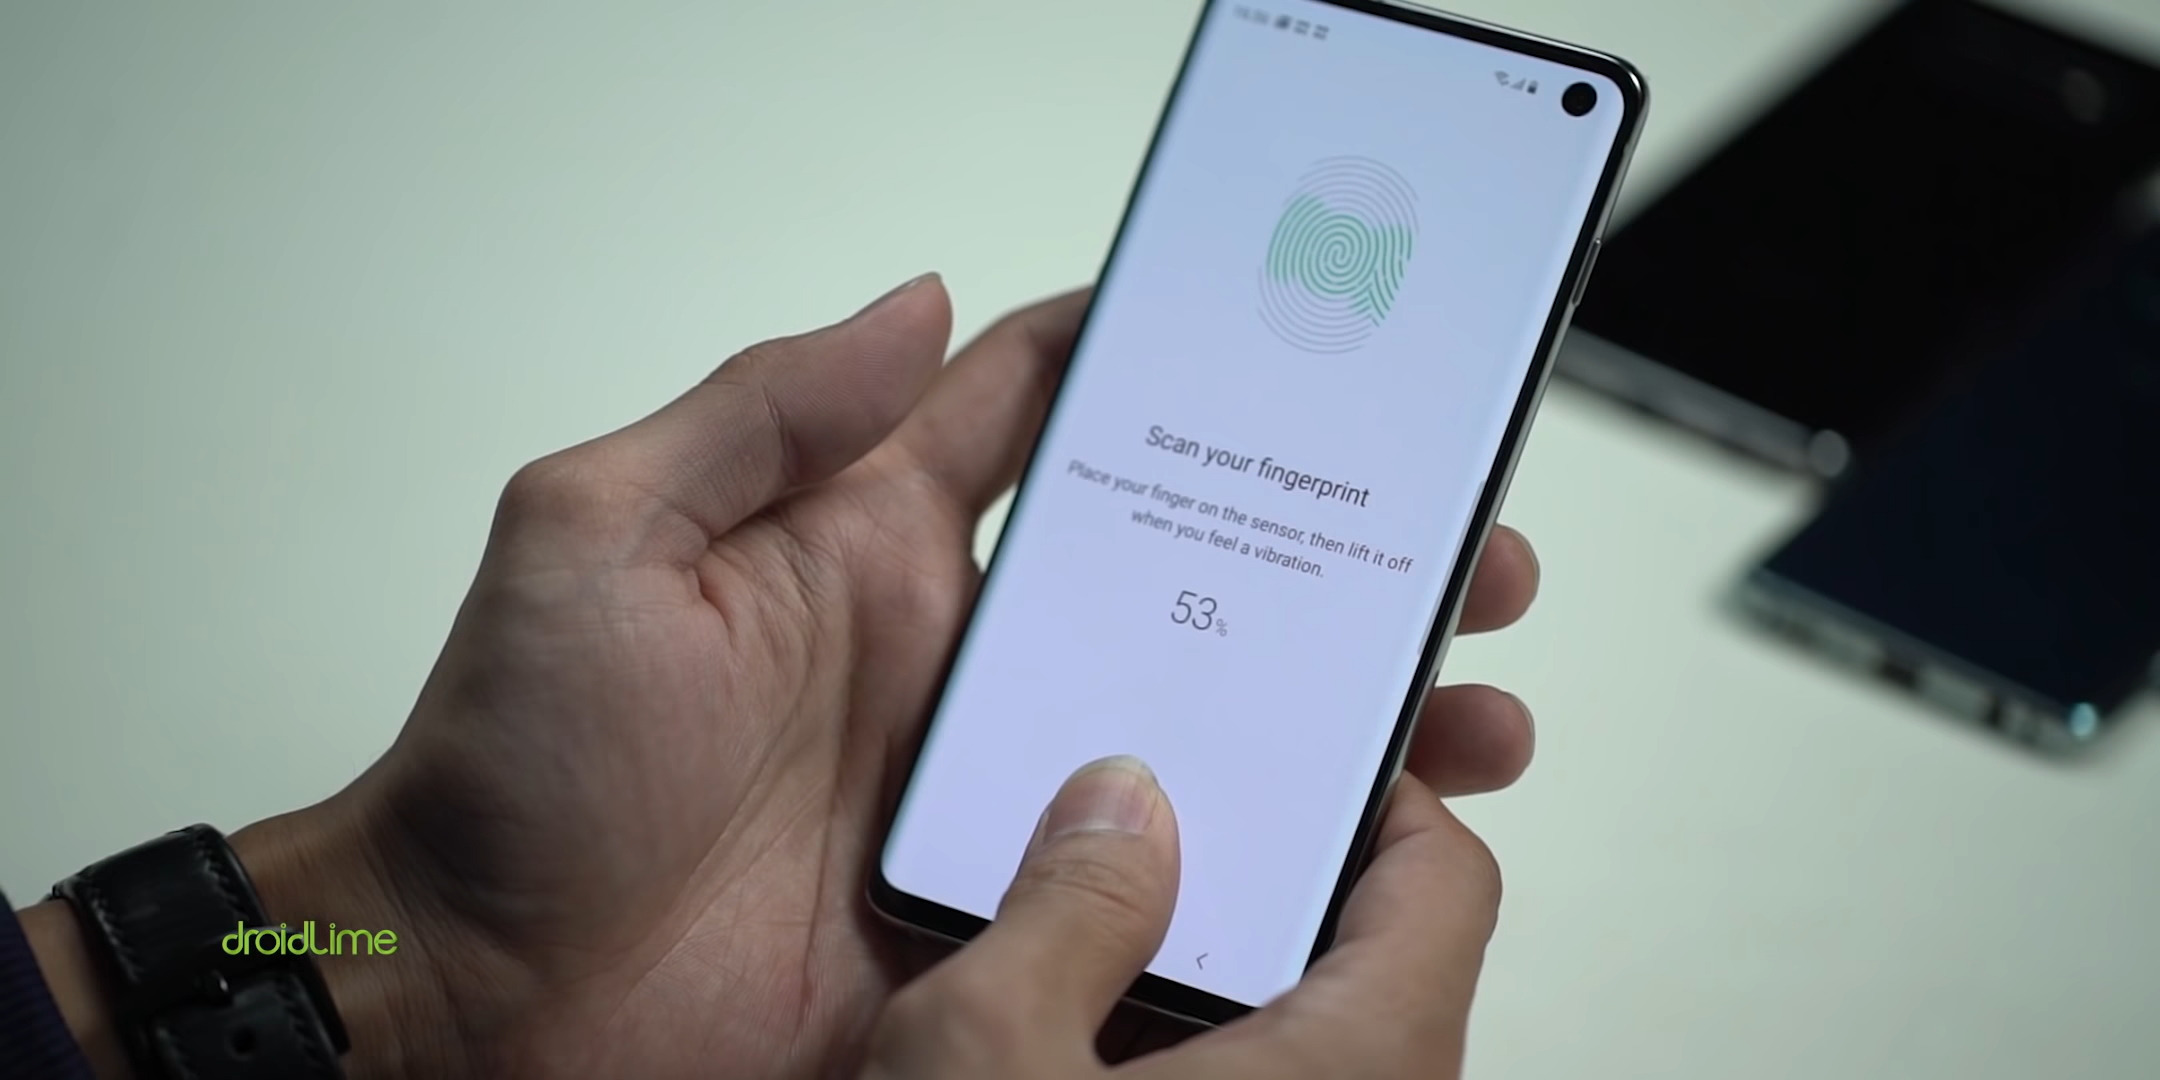 Scan your fingerprint
Place your finger on the sensor, then lift it off
when you feel a vibration.
53%
droidLime